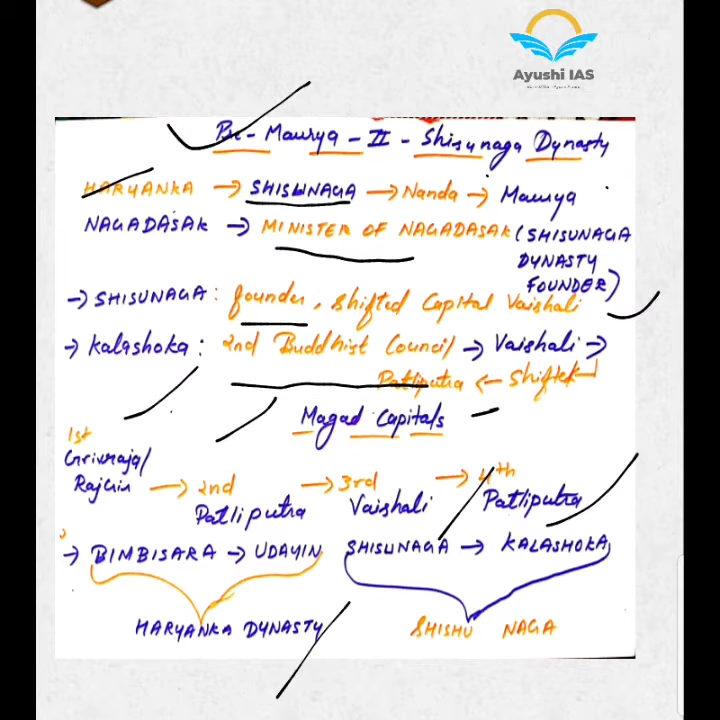 Ayushi IAS
Pre-Maurya-II-Shisunaga Dynasty
HARYANKA → SHISUNAGA → Nanda → Maurya
NAGADASAK → MINISTER OF NAGADASAK (SHISUNAGA
DYNASTY
FOUNDER)
→ SHISUNAGA: founder, Shifted Capital Vaishali
→ Kalashoka: 2nd Buddhist Council → Vaishali →
Patliputra ← Shifted
Magad Capitals
1st
Girivraja/
Rajgir → 2nd → 3rd → 4th
Patliputra Vaishali Patliputra
→ BIMBISARA → UDAYIN SHISUNAGA → KALASHOKA
HARYANKA DYNASTY SHISHU NAGA